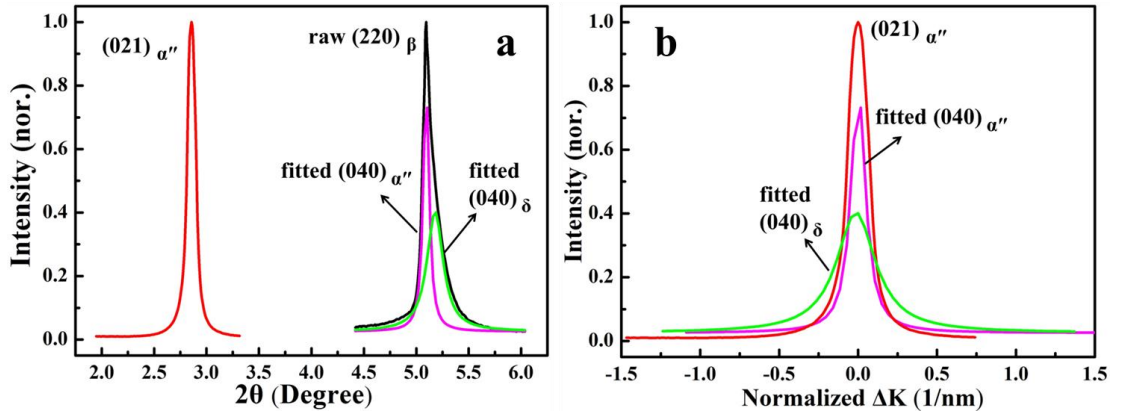 a
Intensity (nor.)
1.0
0.8
0.6
0.4
0.2
0.0
2.0 2.5 3.0 3.5 4.0 4.5 5.0 5.5 6.0
2θ (Degree)
(021) α″
raw (220) β
fitted (040) α″
fitted
(040) δ
b
Intensity (nor.)
1.0
0.8
0.6
0.4
0.2
0.0
-1.5 -1.0 -0.5 0.0 0.5 1.0 1.5
Normalized ΔK (1/nm)
(021) α″
fitted (040) α″
fitted
(040) δ